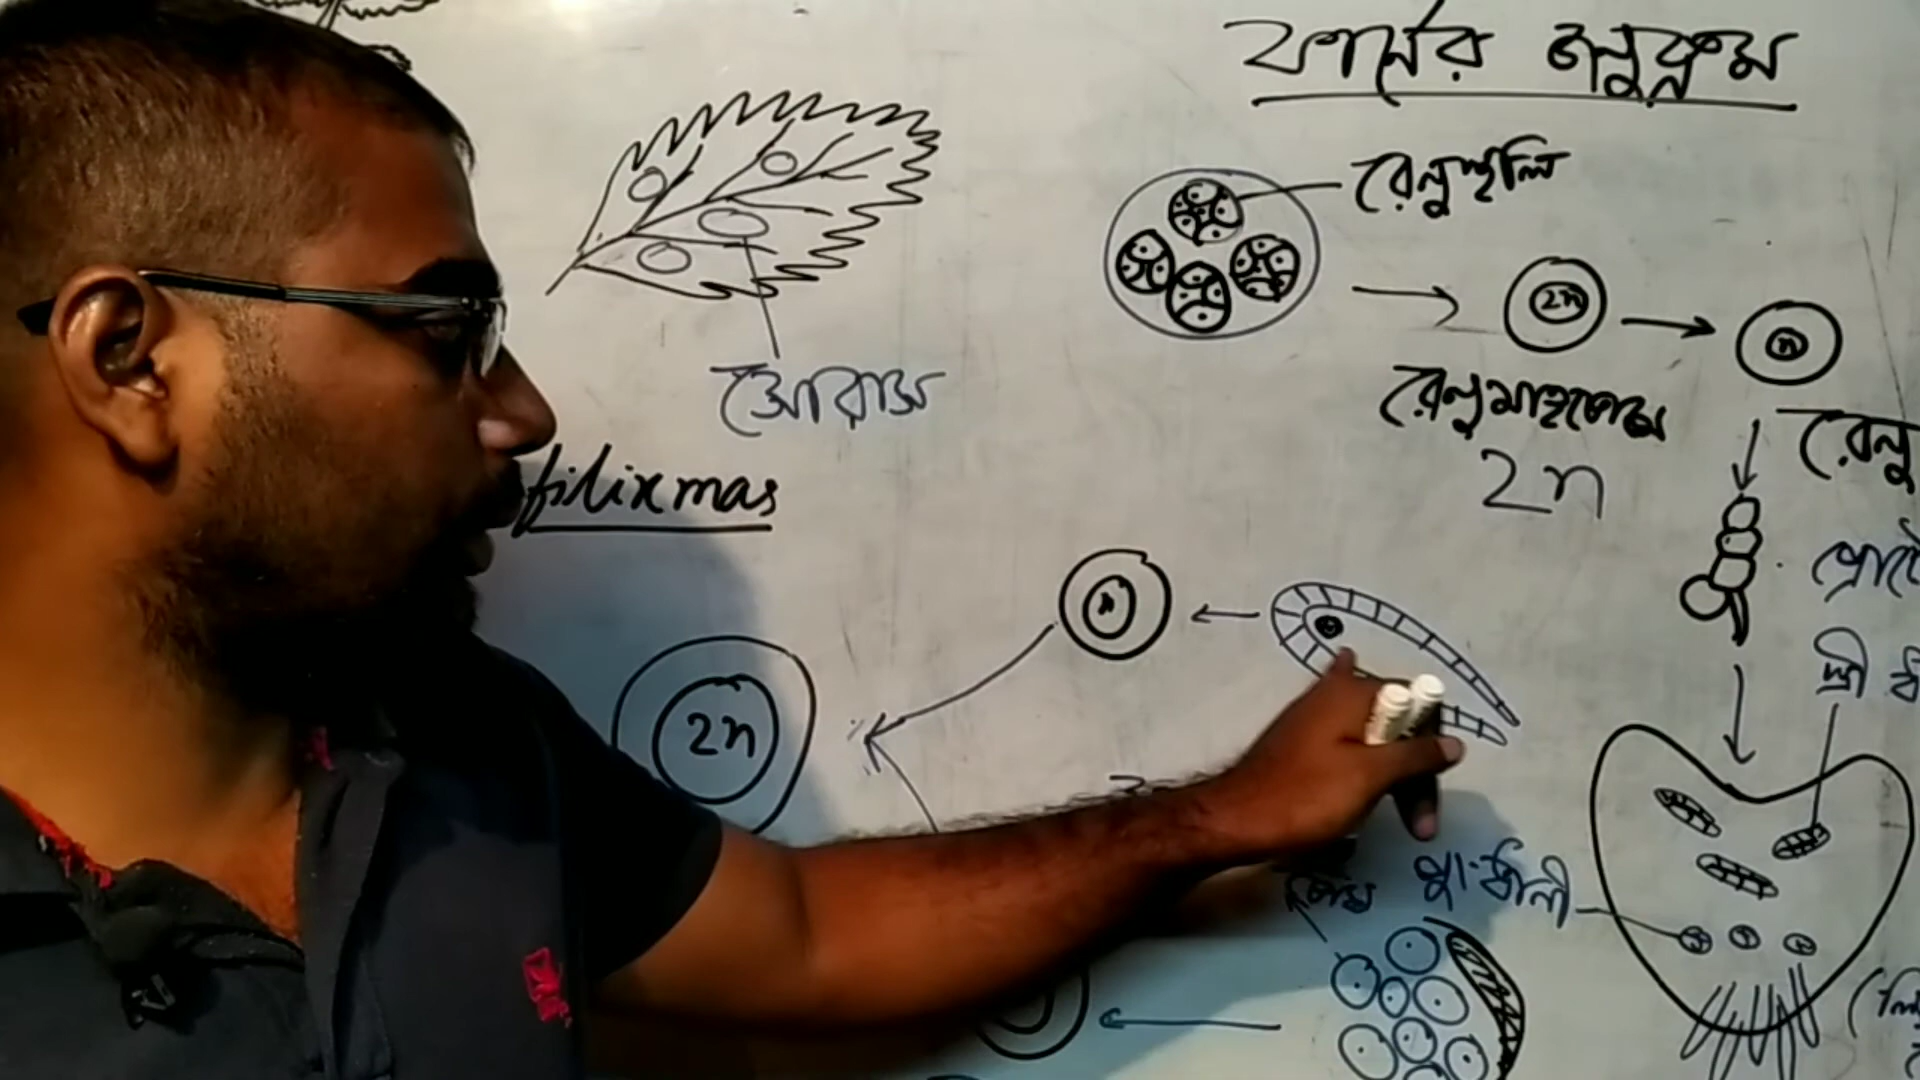 ফার্নের জনুক্রম
রেনুস্থলি
2n
n
রেনুমাতৃকোষ
2n
রেনু
সোরাস
filixmas
n
2n
স্ত্রী ধ
পুংধানী